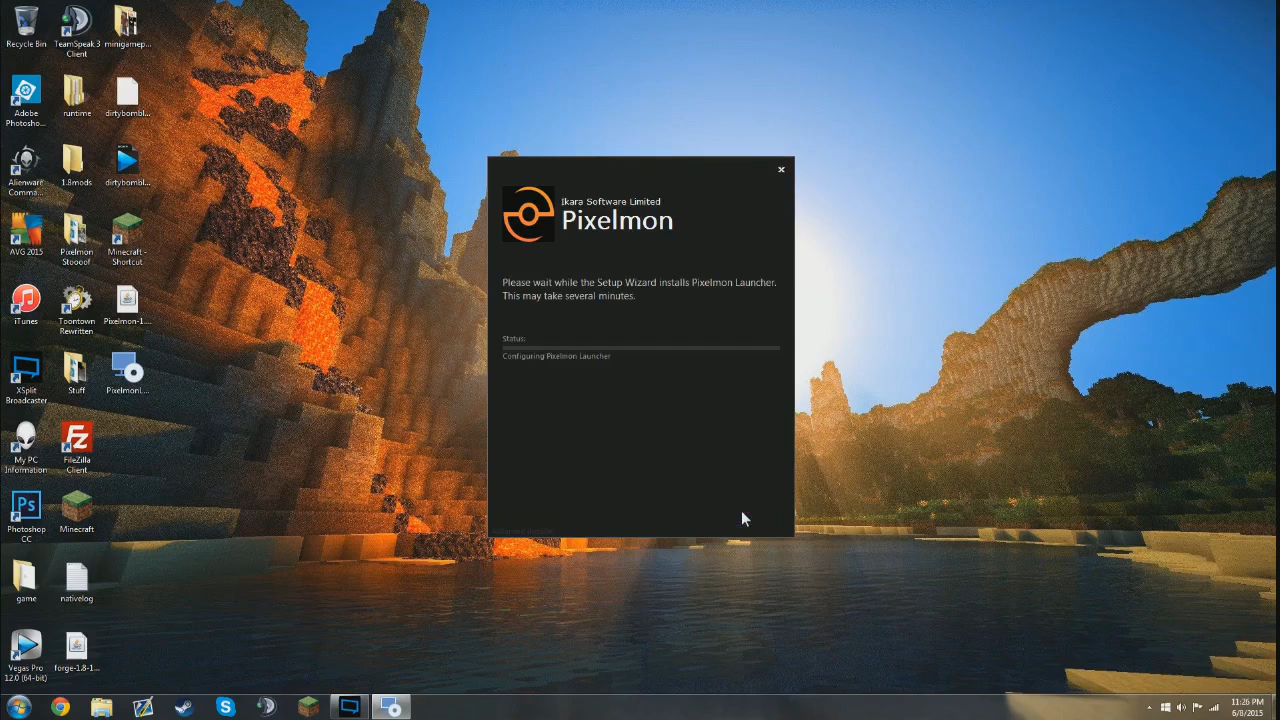 Recycle Bin
TeamSpeak 3
Client
minigamep...
Adobe
Photosho...
runtime
dirtybombl...
Alienware
Comma...
1.8mods
dirtybombl...
AVG 2015
Pixelmon
Stoooof
Minecraft -
Shortcut
iTunes
Toontown
Rewritten
Pixelmon-1....
XSplit
Broadcaster
Stuff
PixelmonL...
My PC
Information
FileZilla
Client
Photoshop
CC
Minecraft
game
nativelog
Vegas Pro
12.0 (64-bit)
forge-1.8-1...
Ikara Software Limited
Pixelmon
Please wait while the Setup Wizard installs Pixelmon Launcher.
This may take several minutes.
Status:
Configuring Pixelmon Launcher
11:26 PM
6/8/2015